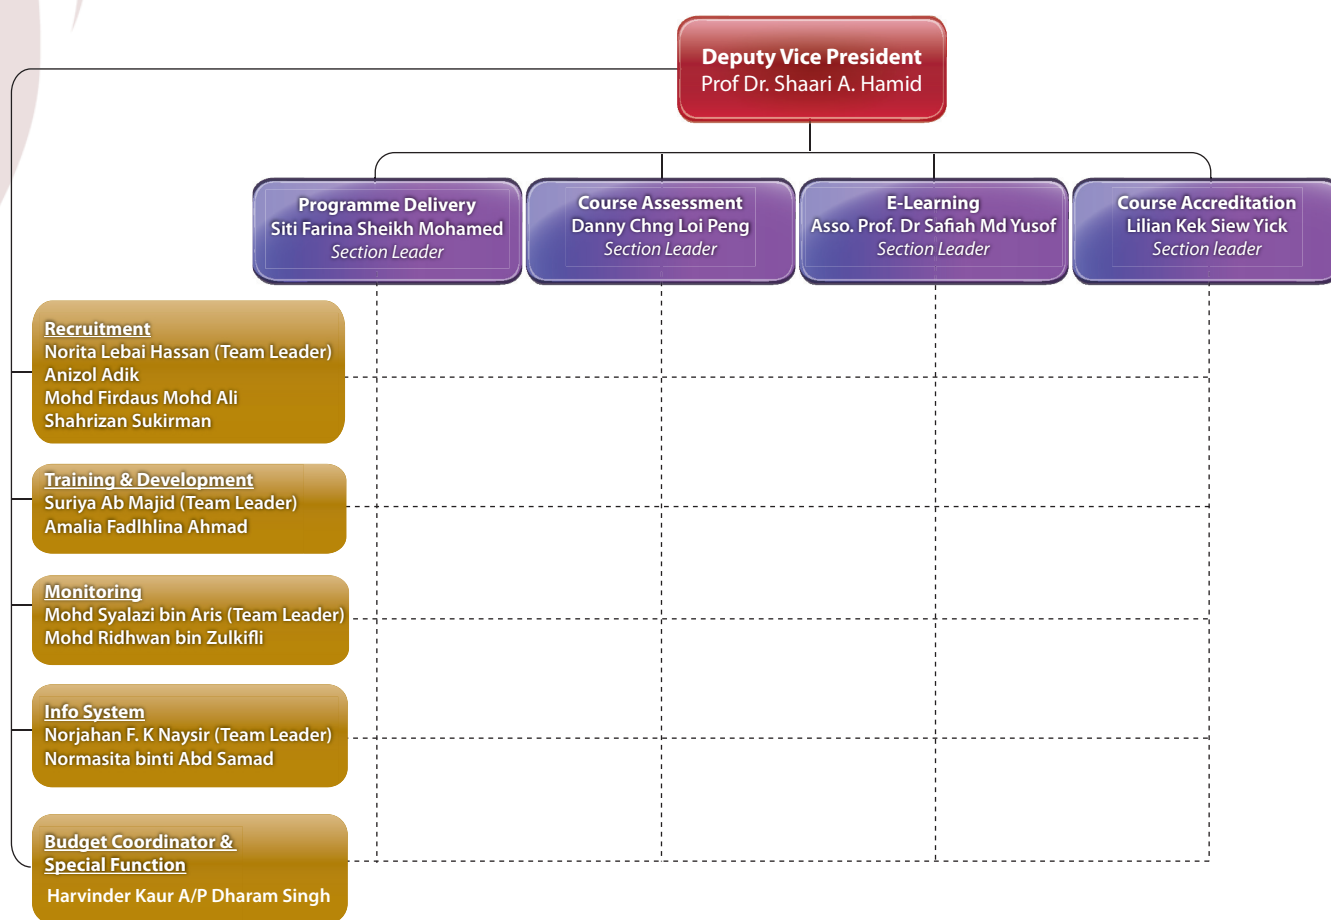 Deputy Vice President
Prof Dr. Shaari A. Hamid
Programme Delivery
Siti Farina Sheikh Mohamed
Section Leader
Course Assessment
Danny Chng Loi Peng
Section Leader
E-Learning
Asso. Prof. Dr Safiah Md Yusof
Section Leader
Course Accreditation
Lilian Kek Siew Yick
Section leader
Recruitment
Norita Lebai Hassan (Team Leader)
Anizol Adik
Mohd Firdaus Mohd Ali
Shahrizan Sukirman
Training & Development
Suriya Ab Majid (Team Leader)
Amalia Fadlhlina Ahmad
Monitoring
Mohd Syalazi bin Aris (Team Leader)
Mohd Ridhwan bin Zulkifli
Info System
Norjahan F. K Naysir (Team Leader)
Normasita binti Abd Samad
Budget Coordinator &
Special Function
Harvinder Kaur A/P Dharam Singh